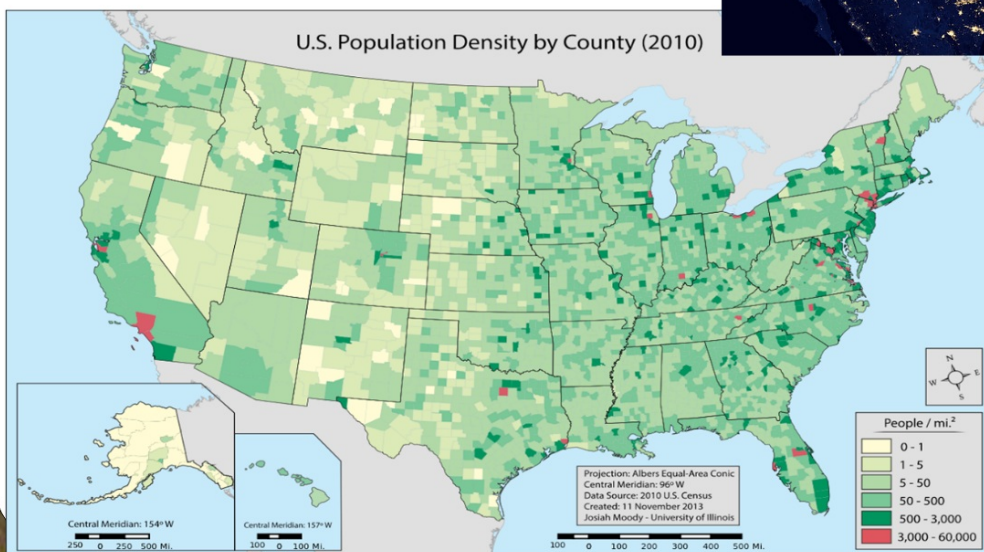 U.S. Population Density by County (2010)
N
W
E
S
People / mi.²
0 - 1
1 - 5
5 - 50
50 - 500
500 - 3,000
3,000 - 60,000
Projection: Albers Equal-Area Conic
Central Meridian: 96º W
Data Source: 2010 U.S. Census
Created: 11 November 2013
Josiah Moody - University of Illinois
Central Meridian: 154º W
250 0 250 500 Mi.
Central Meridian: 157º W
100 0 100 Mi.
100 0 100 200 300 400 500 Mi.